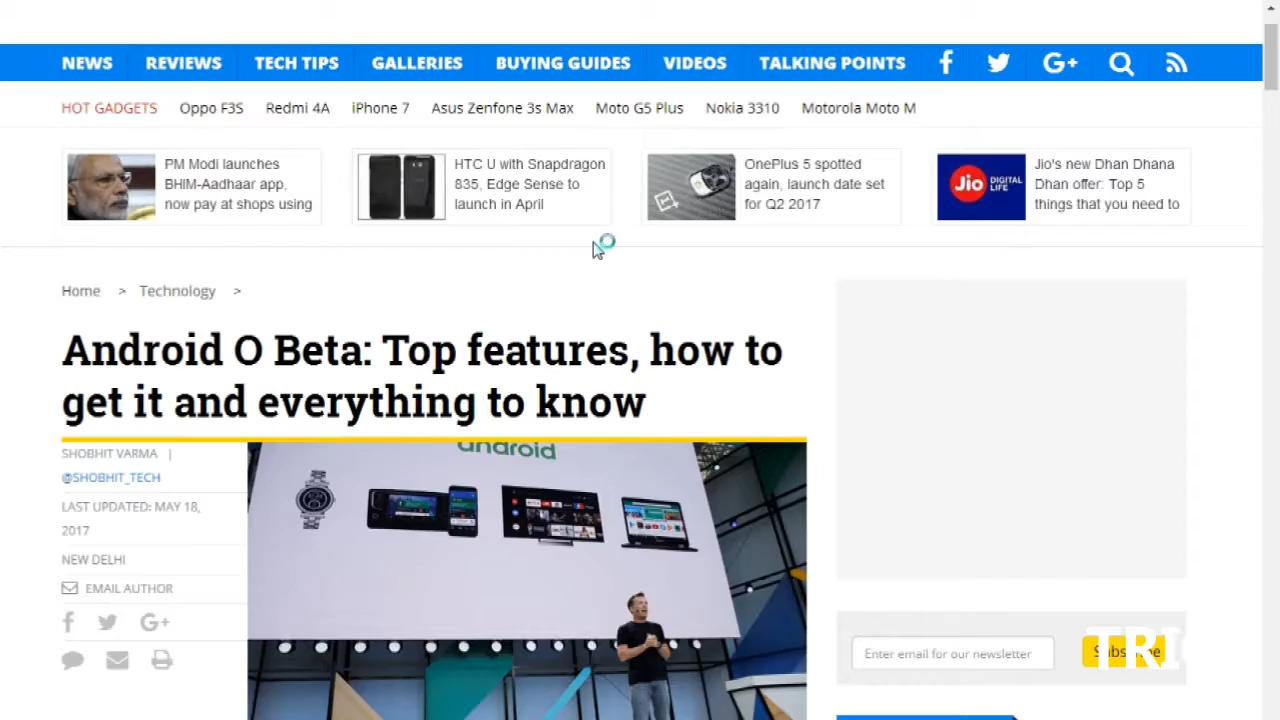 NEWS REVIEWS TECH TIPS GALLERIES BUYING GUIDES VIDEOS TALKING POINTS
HOT GADGETS Oppo F3S Redmi 4A iPhone 7 Asus Zenfone 3s Max Moto G5 Plus Nokia 3310 Motorola Moto M
PM Modi launches
BHIM-Aadhaar app,
now pay at shops using
HTC U with Snapdragon
835, Edge Sense to
launch in April
OnePlus 5 spotted
again, launch date set
for Q2 2017
Jio DIGITAL
LIFE
Jio's new Dhan Dhana
Dhan offer: Top 5
things that you need to
Home > Technology >
Android O Beta: Top features, how to
get it and everything to know
SHOBHIT VARMA |
@SHOBHIT_TECH
LAST UPDATED: MAY 18,
2017
NEW DELHI
EMAIL AUTHOR
android
Enter email for our newsletter
TRI